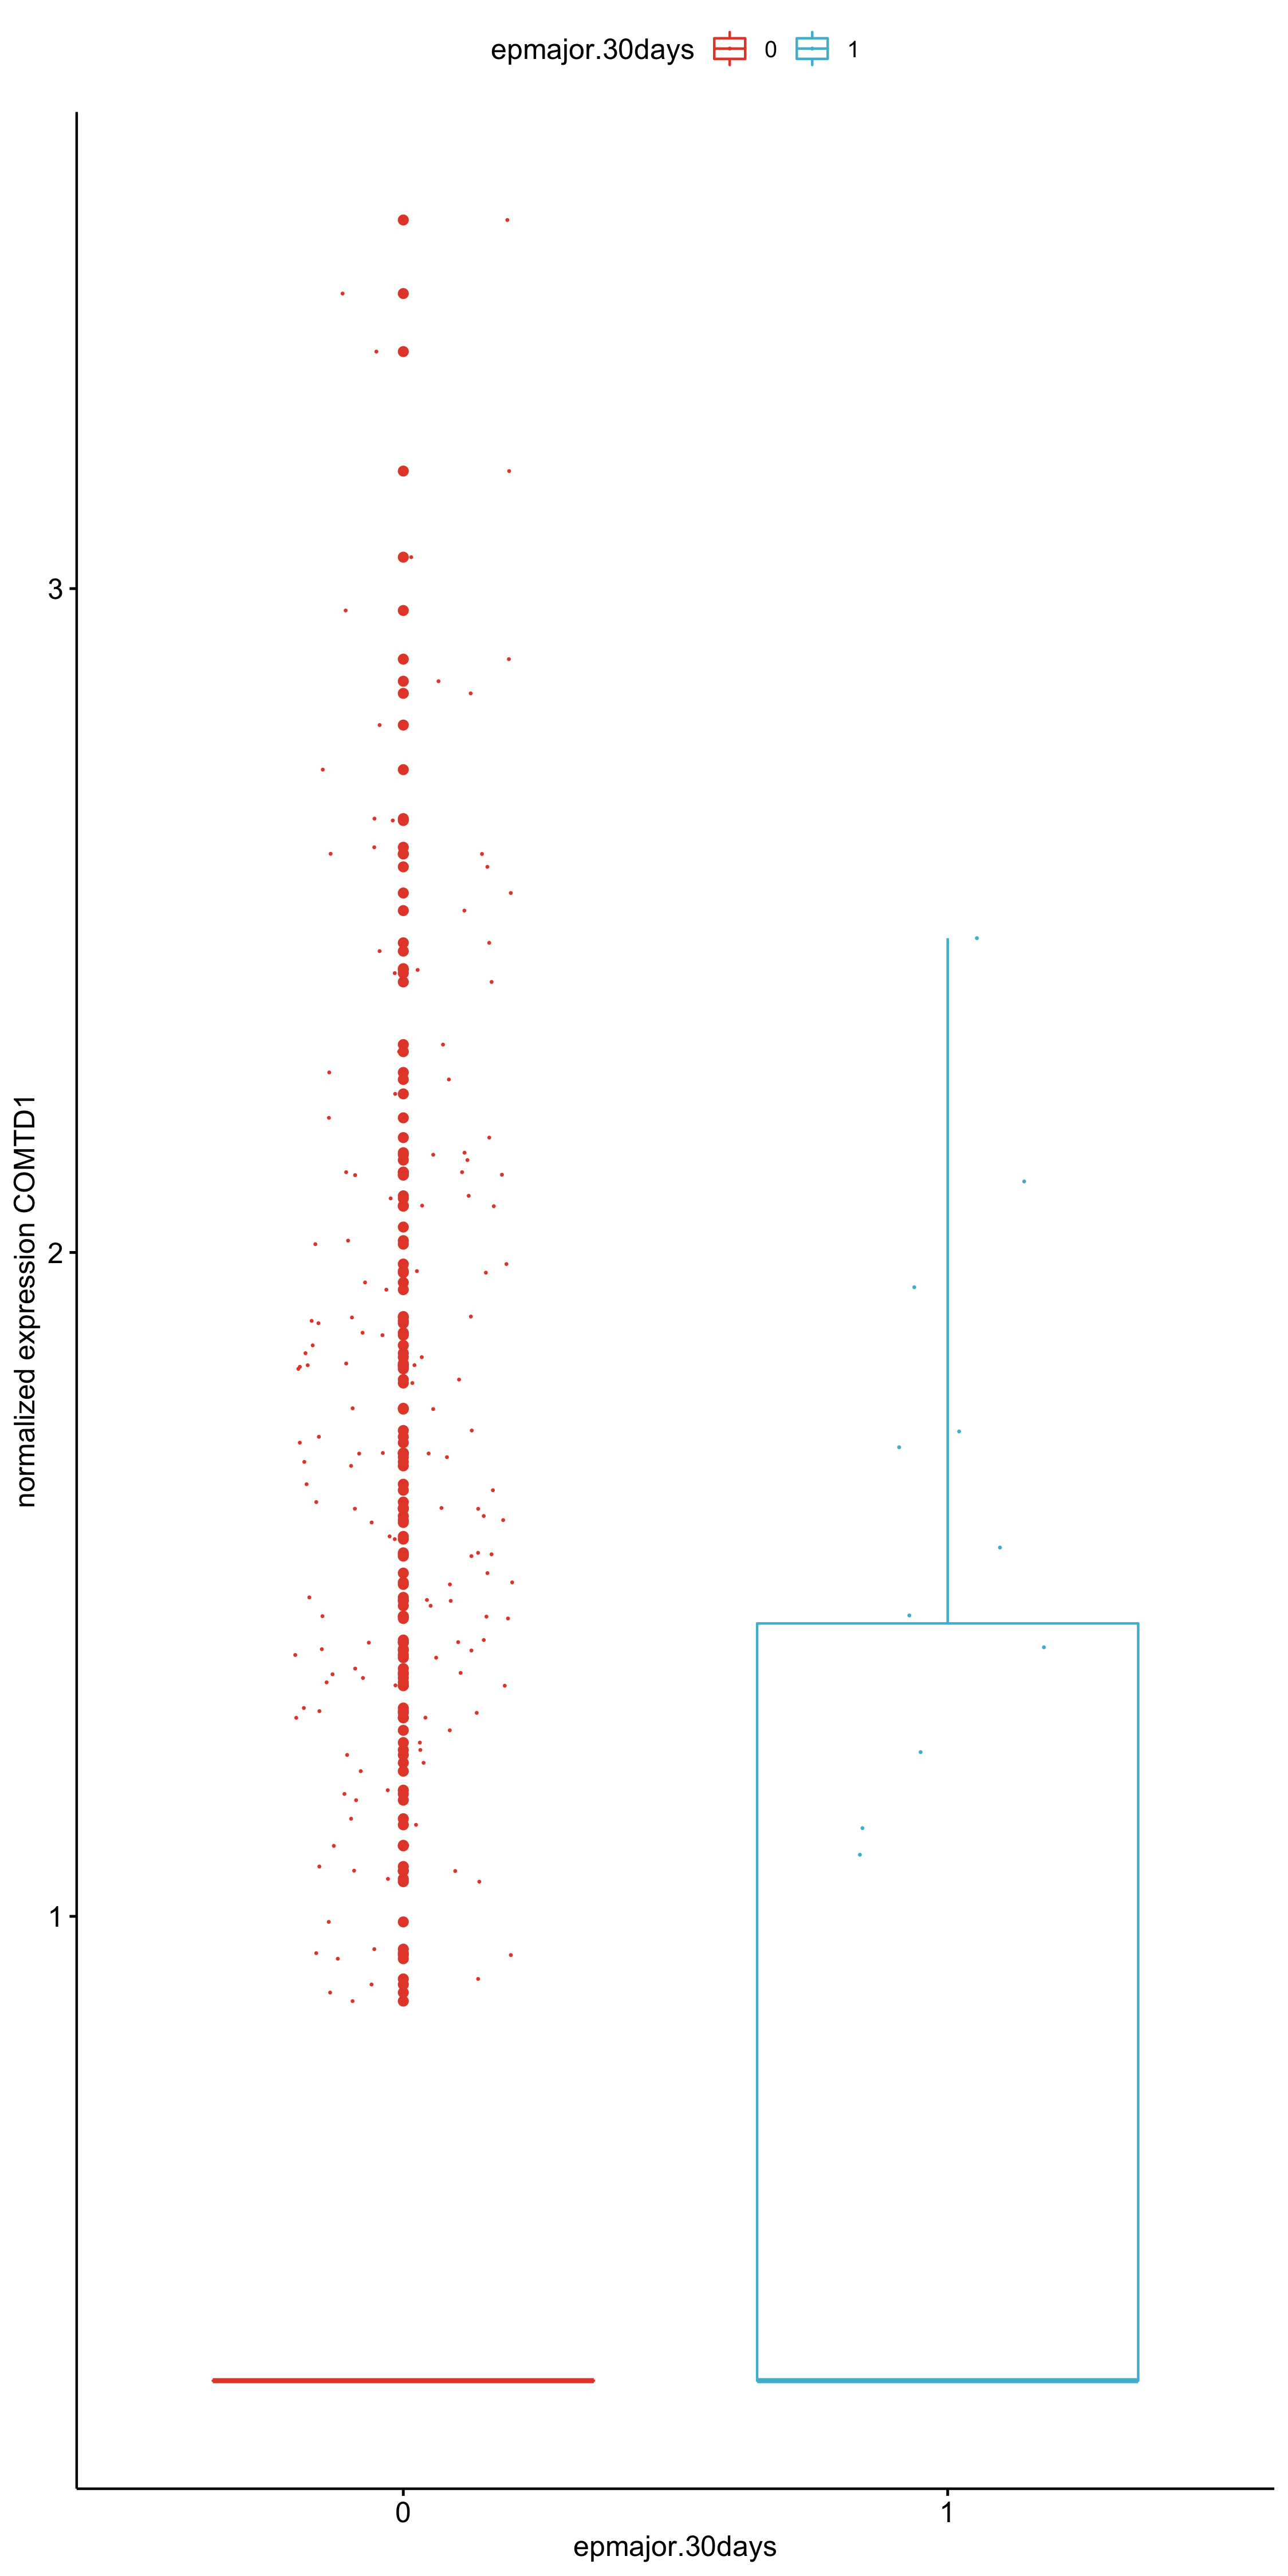 epmajor.30days 0 1
normalized expression COMTD1
3
2
1
0 1
epmajor.30days